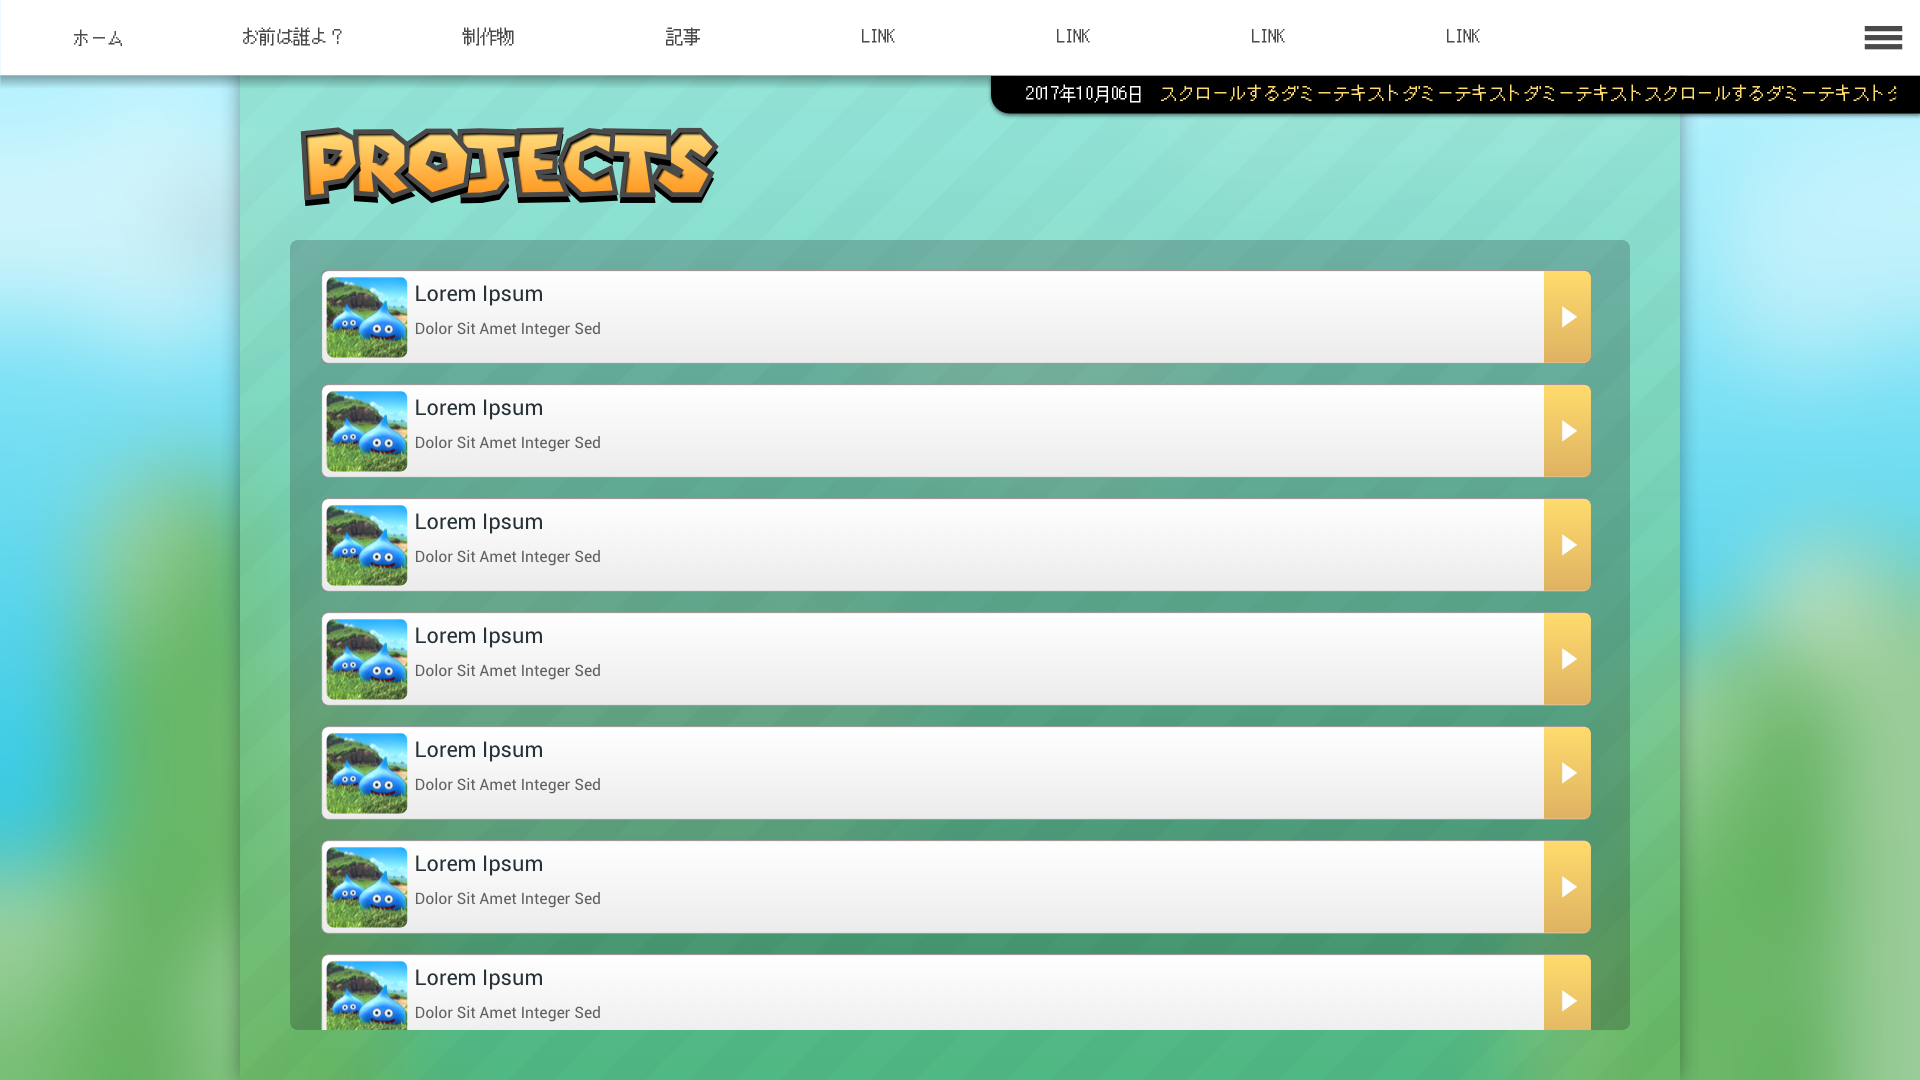 ホーム お前は誰よ？ 制作物 記事 LINK LINK LINK LINK
2017年10月06日 スクロールするダミーテキストダミーテキストダミーテキストスクロールするダミーテキスト
PROJECTS
Lorem Ipsum
Dolor Sit Amet Integer Sed
Lorem Ipsum
Dolor Sit Amet Integer Sed
Lorem Ipsum
Dolor Sit Amet Integer Sed
Lorem Ipsum
Dolor Sit Amet Integer Sed
Lorem Ipsum
Dolor Sit Amet Integer Sed
Lorem Ipsum
Dolor Sit Amet Integer Sed
Lorem Ipsum
Dolor Sit Amet Integer Sed